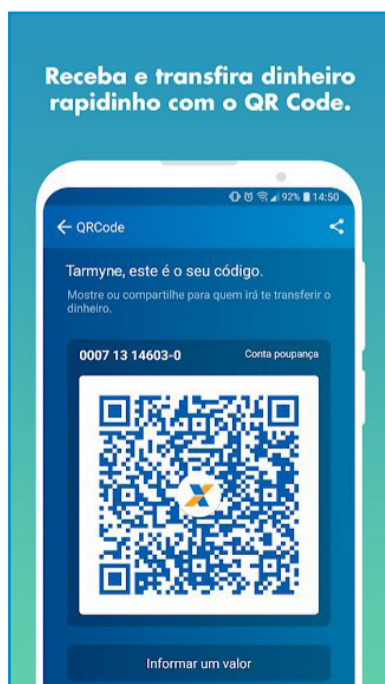 Receba e transfira dinheiro
rapidinho com o QR Code.
92% 14:50
QRCode
Tarmyne, este é o seu código.
Mostre ou compartilhe para quem irá te transferir o
dinheiro.
0007 13 14603-0 Conta poupança
Informar um valor